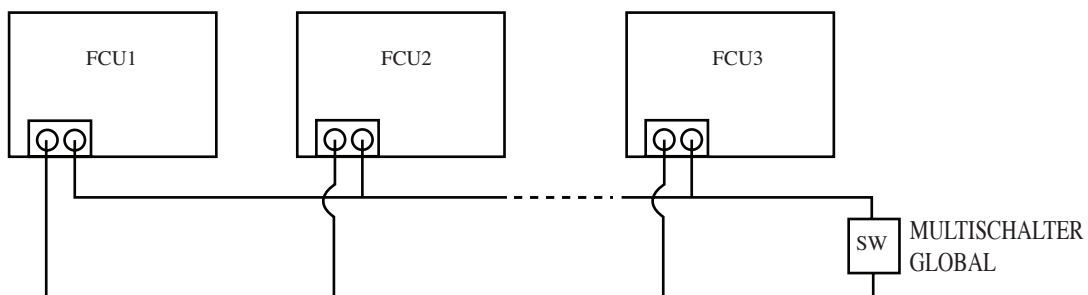 FCU1
FCU2
FCU3
SW
MULTISCHALTER
GLOBAL